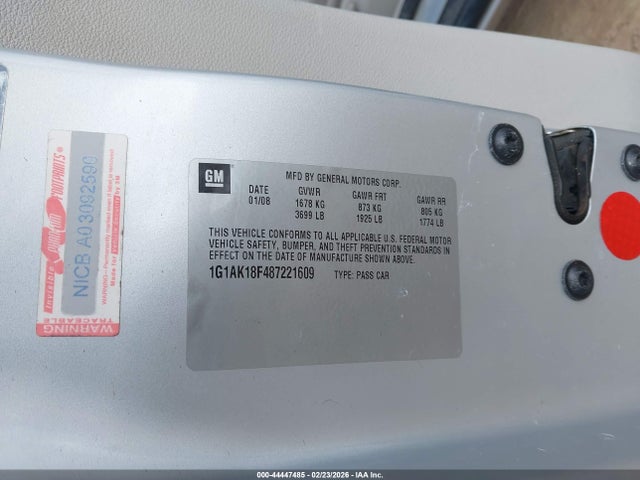 GM
MFD BY GENERAL MOTORS CORP.
DATE GVWR GAWR FRT GAWR RR
01/08 1678 KG 873 KG 805 KG
3699 LB 1925 LB 1774 LB
THIS VEHICLE CONFORMS TO ALL APPLICABLE U.S. FEDERAL MOTOR
VEHICLE SAFETY, BUMPER, AND THEFT PREVENTION STANDARDS IN
EFFECT ON THE DATE OF MANUFACTURE SHOWN ABOVE.
1G1AK18F487221609 TYPE: PASS CAR
Invisible
FOOTPRINTS
NICB A03092590
WARNING
TRACEABLE
000-44447485 - 02/23/2026 - IAA Inc.